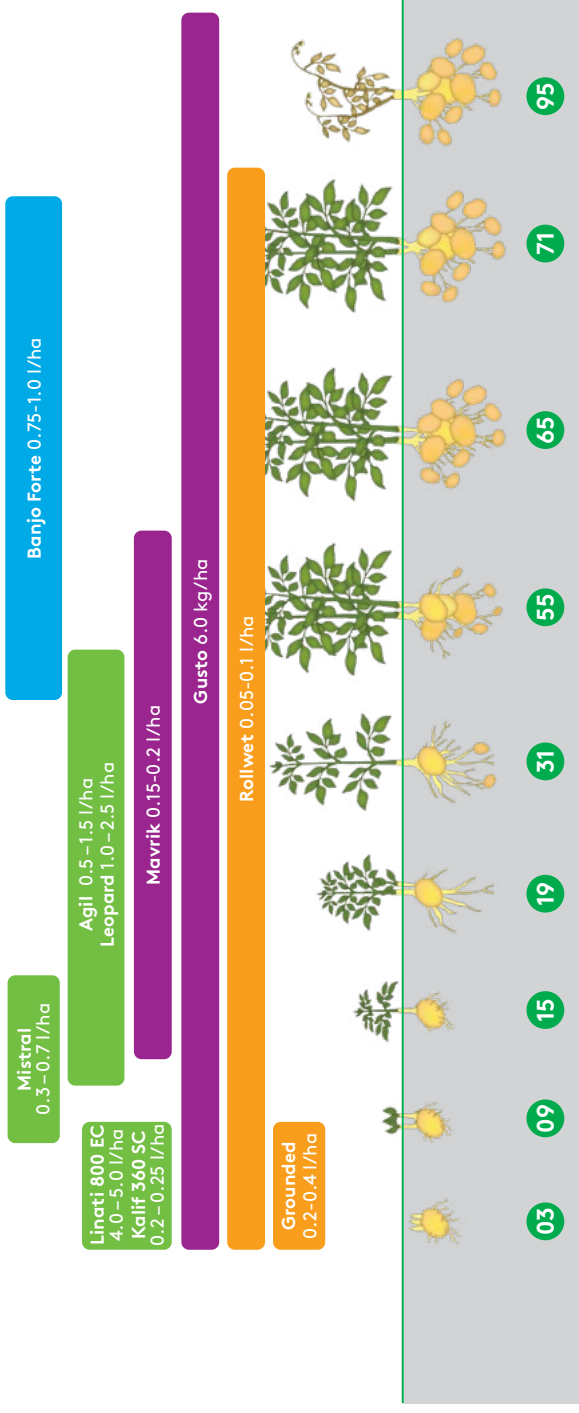 Mistral
0.3–0.7 l/ha
Banjo Forte 0.75-1.0 l/ha
Agil 0.5–1.5 l/ha
Leopard 1.0–2.5 l/ha
Linati 800 EC
4.0–5.0 l/ha
Kalif 360 SC
0.2–0.25 l/ha
Mavrik 0.15-0.2 l/ha
Gusto 6.0 kg/ha
Rollwet 0.05-0.1 l/ha
Grounded
0.2-0.4 l/ha
03 09 15 19 31 55 65 71 95